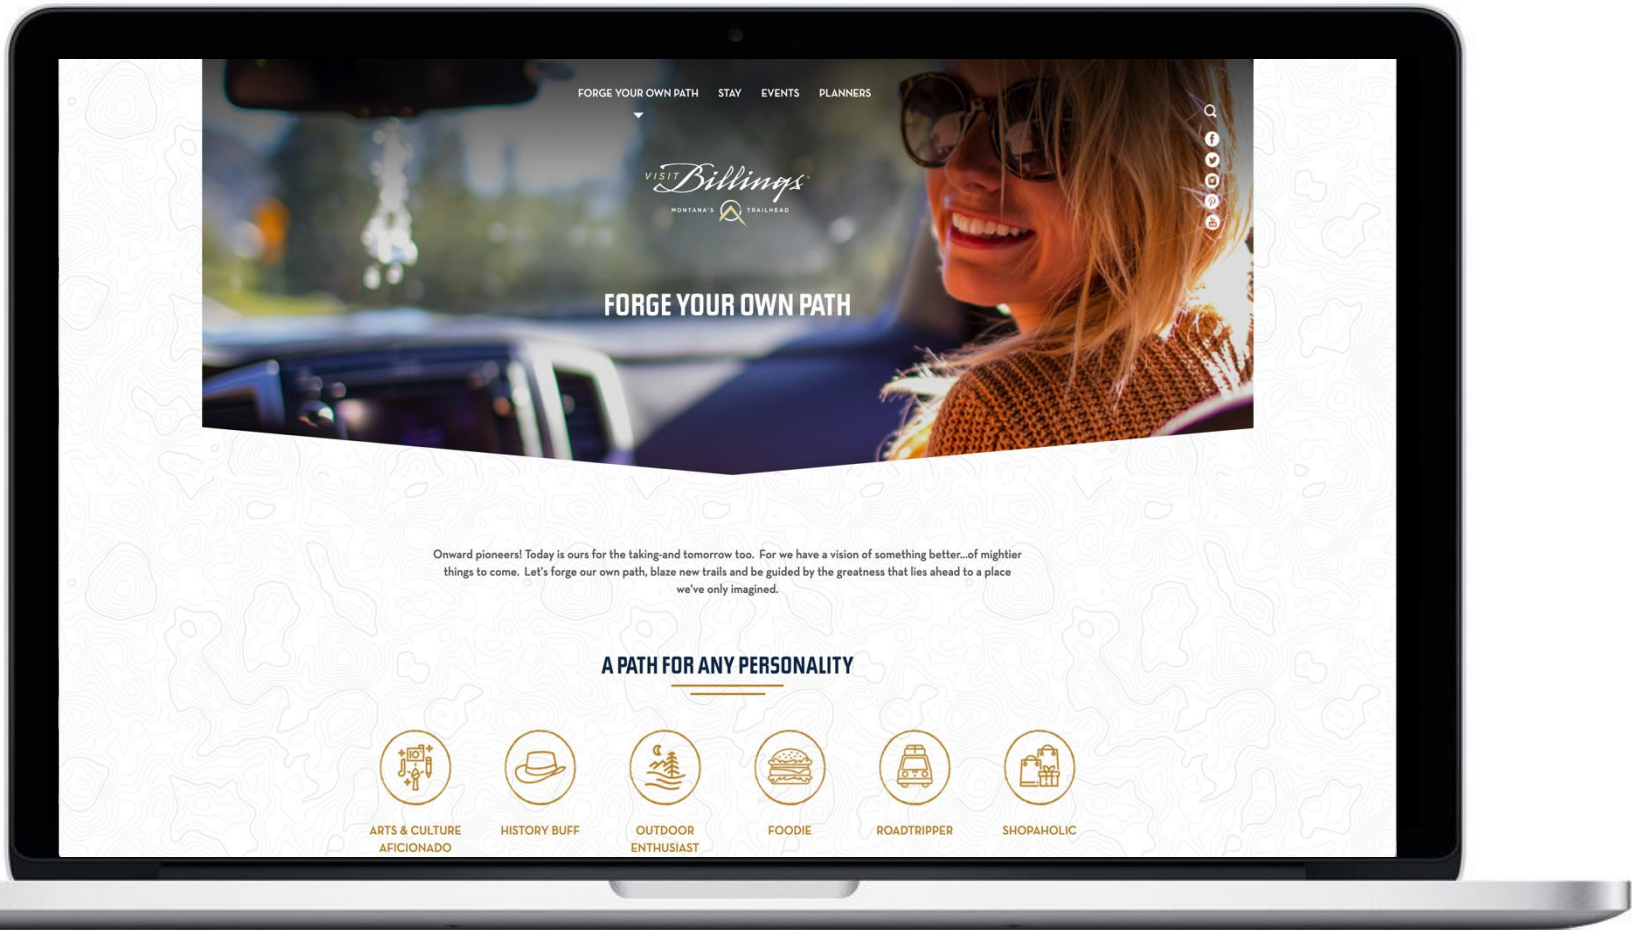 FORGE YOUR OWN PATH STAY EVENTS PLANNERS
VISIT Billings
MONTANA'S TRAILHEAD
FORGE YOUR OWN PATH
Onward pioneers! Today is ours for the taking-and tomorrow too. For we have a vision of something better...of mightier
things to come. Let's forge our own path, blaze new trails and be guided by the greatness that lies ahead to a place
we've only imagined.
A PATH FOR ANY PERSONALITY
ARTS & CULTURE
AFICIONADO
HISTORY BUFF
OUTDOOR
ENTHUSIAST
FOODIE
ROADTRIPPER
SHOPAHOLIC